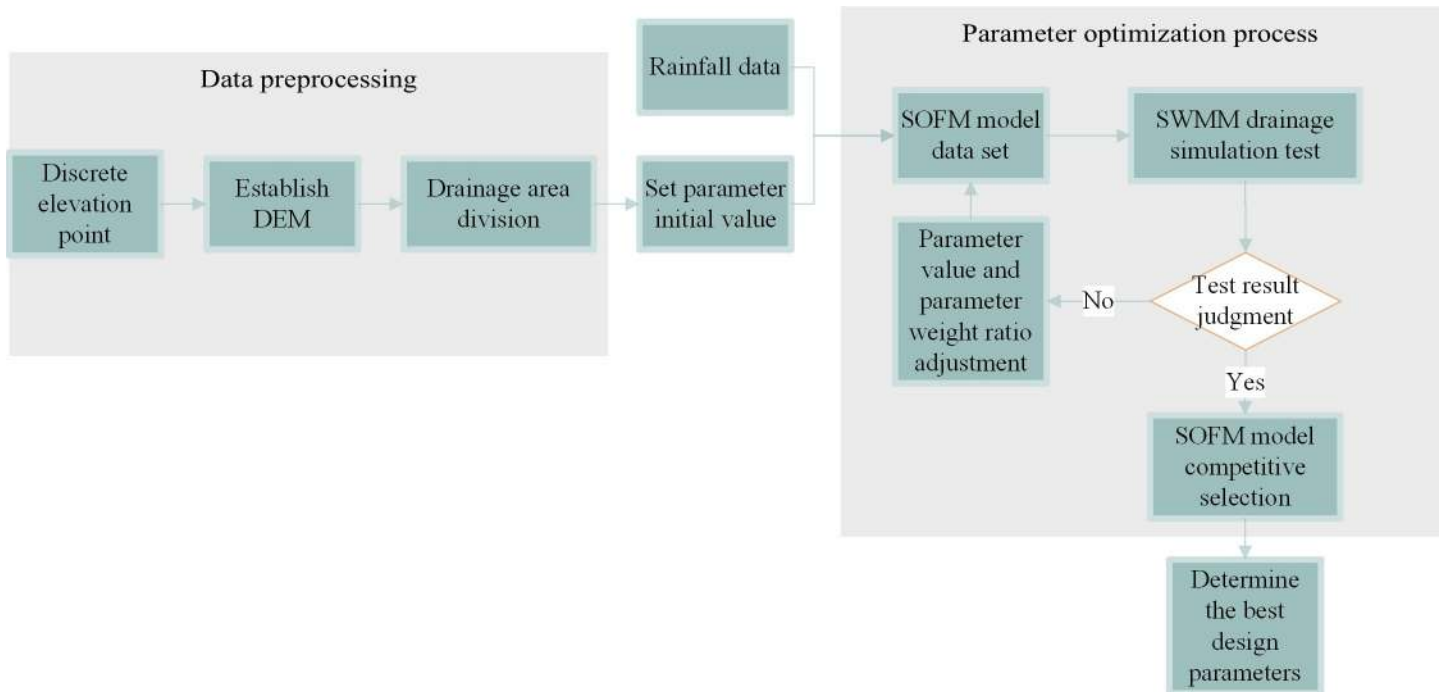 Data preprocessing
Discrete
elevation
point
Establish
DEM
Drainage area
division
Rainfall data
Set parameter
initial value
Parameter optimization process
SOFM model
data set
SWMM drainage
simulation test
Parameter
value and
parameter
weight ratio
adjustment
No
Test result
judgment
Yes
SOFM model
competitive
selection
Determine
the best
design
parameters